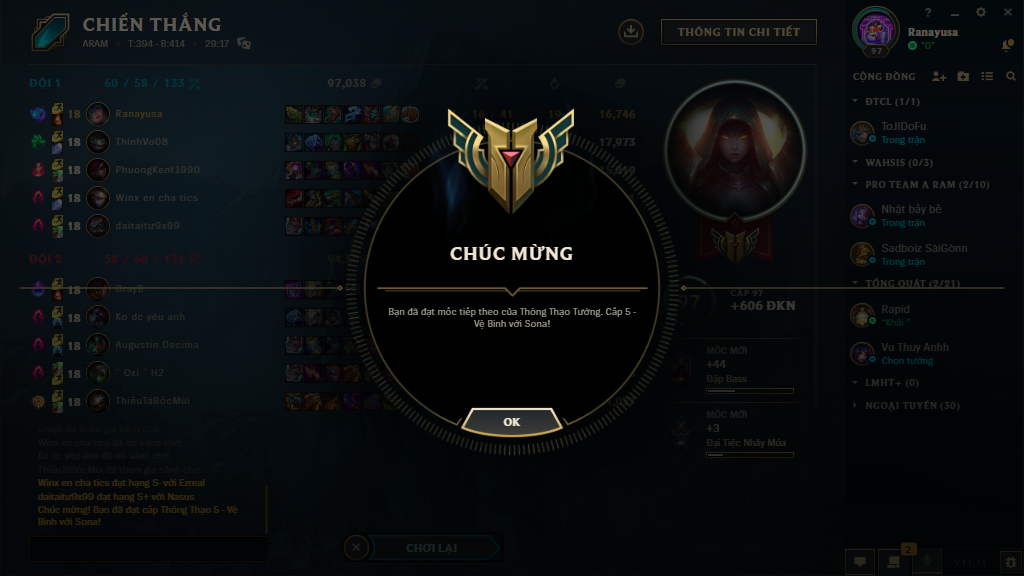 CHIẾN THẮNG
ARAM • T:394 - B:414 • 29:17
THÔNG TIN CHI TIẾT
97
Ranayusa
"0"
CỘNG ĐỒNG
ĐTCL (1/1)
ToJIDoFu
Trong trận
WAHSIS (0/3)
PRO TEAM A RAM (2/10)
Nhật bảy bê
Trong trận
Sadboiz SàiGònn
Trong trận
TỔNG QUÁT (2/21)
Rapid
"Khải"
Vu Thuy Anhh
Chọn tướng
LMHT+ (0)
NGOẠI TUYẾN (30)
ĐỘI 1 60 / 58 / 133 97,038
18 Ranayusa 16,746
18 ThinhVo08 17,973
18 PhuongKent1990
18 Winx en cha tics
18 daitaitu9x99
ĐỘI 2 58 / 60 / 131
18
18 Ko dc yêu anh
18 Augustin Decima
18 ˆ Oxi ˆ H2
18 ThiếuTáBốcMùi
CHÚC MỪNG
Bạn đã đạt mốc tiếp theo của Thông Thạo Tướng. Cấp 5 -
Vệ Binh với Sona!
OK
CẤP 97
+606 ĐKN
MỐC MỚI
+44
Đập Bass
MỐC MỚI
+3
Đại Tiệc Nhảy Múa
Winx en cha tics đạt hạng S- với Ezreal
daitaitu9x99 đạt hạng S+ với Nasus
Chúc mừng! Bạn đã đạt cấp Thông Thạo 5 - Vệ
Binh với Sona!
CHƠI LẠI
2
V11.11